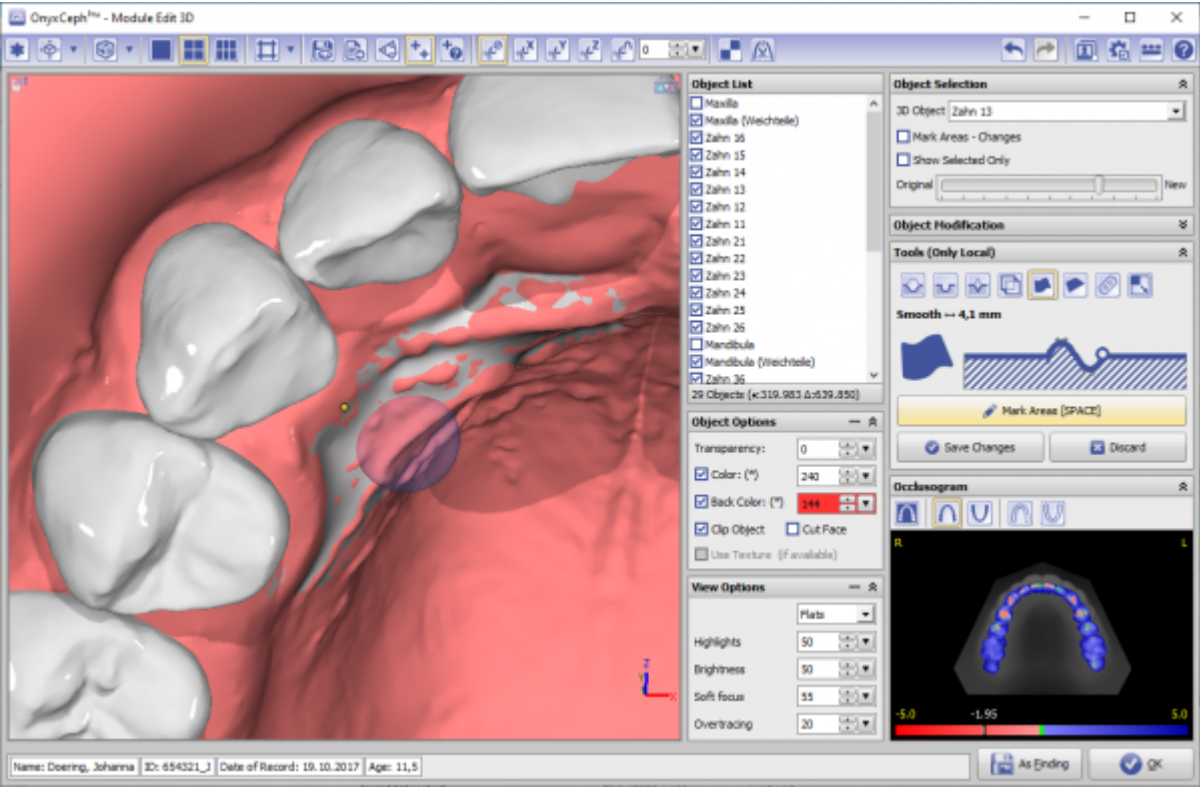 OnyxCeph³™ - Module Edit 3D
0
Object List
Maxilla
Maxilla (Weichteile)
Zahn 16
Zahn 15
Zahn 14
Zahn 13
Zahn 12
Zahn 11
Zahn 21
Zahn 22
Zahn 23
Zahn 24
Zahn 25
Zahn 26
Mandibula
Mandibula (Weichteile)
Zahn 36
29 Objects (•:319.983 Δ:639.850)
Object Options
Transparency: 0
Color: (*) 240
Back Color: (*) 144
Clip Object Cut Face
Use Texture (if available)
View Options
Flats
Highlights 50
Brightness 50
Soft focus 55
Overtracing 20
Object Selection
3D Object Zahn 13
Mark Areas - Changes
Show Selected Only
Original New
Object Modification
Tools (Only Local)
Smooth ↔ 4,1 mm
Mark Areas [SPACE]
Save Changes Discard
Occlusogram
R L
-5.0 -1.95 5.0
Z
Y
X
Name: Doering, Johanna ID: 654321_J Date of Record: 19.10.2017 Age: 11,5
As Finding OK